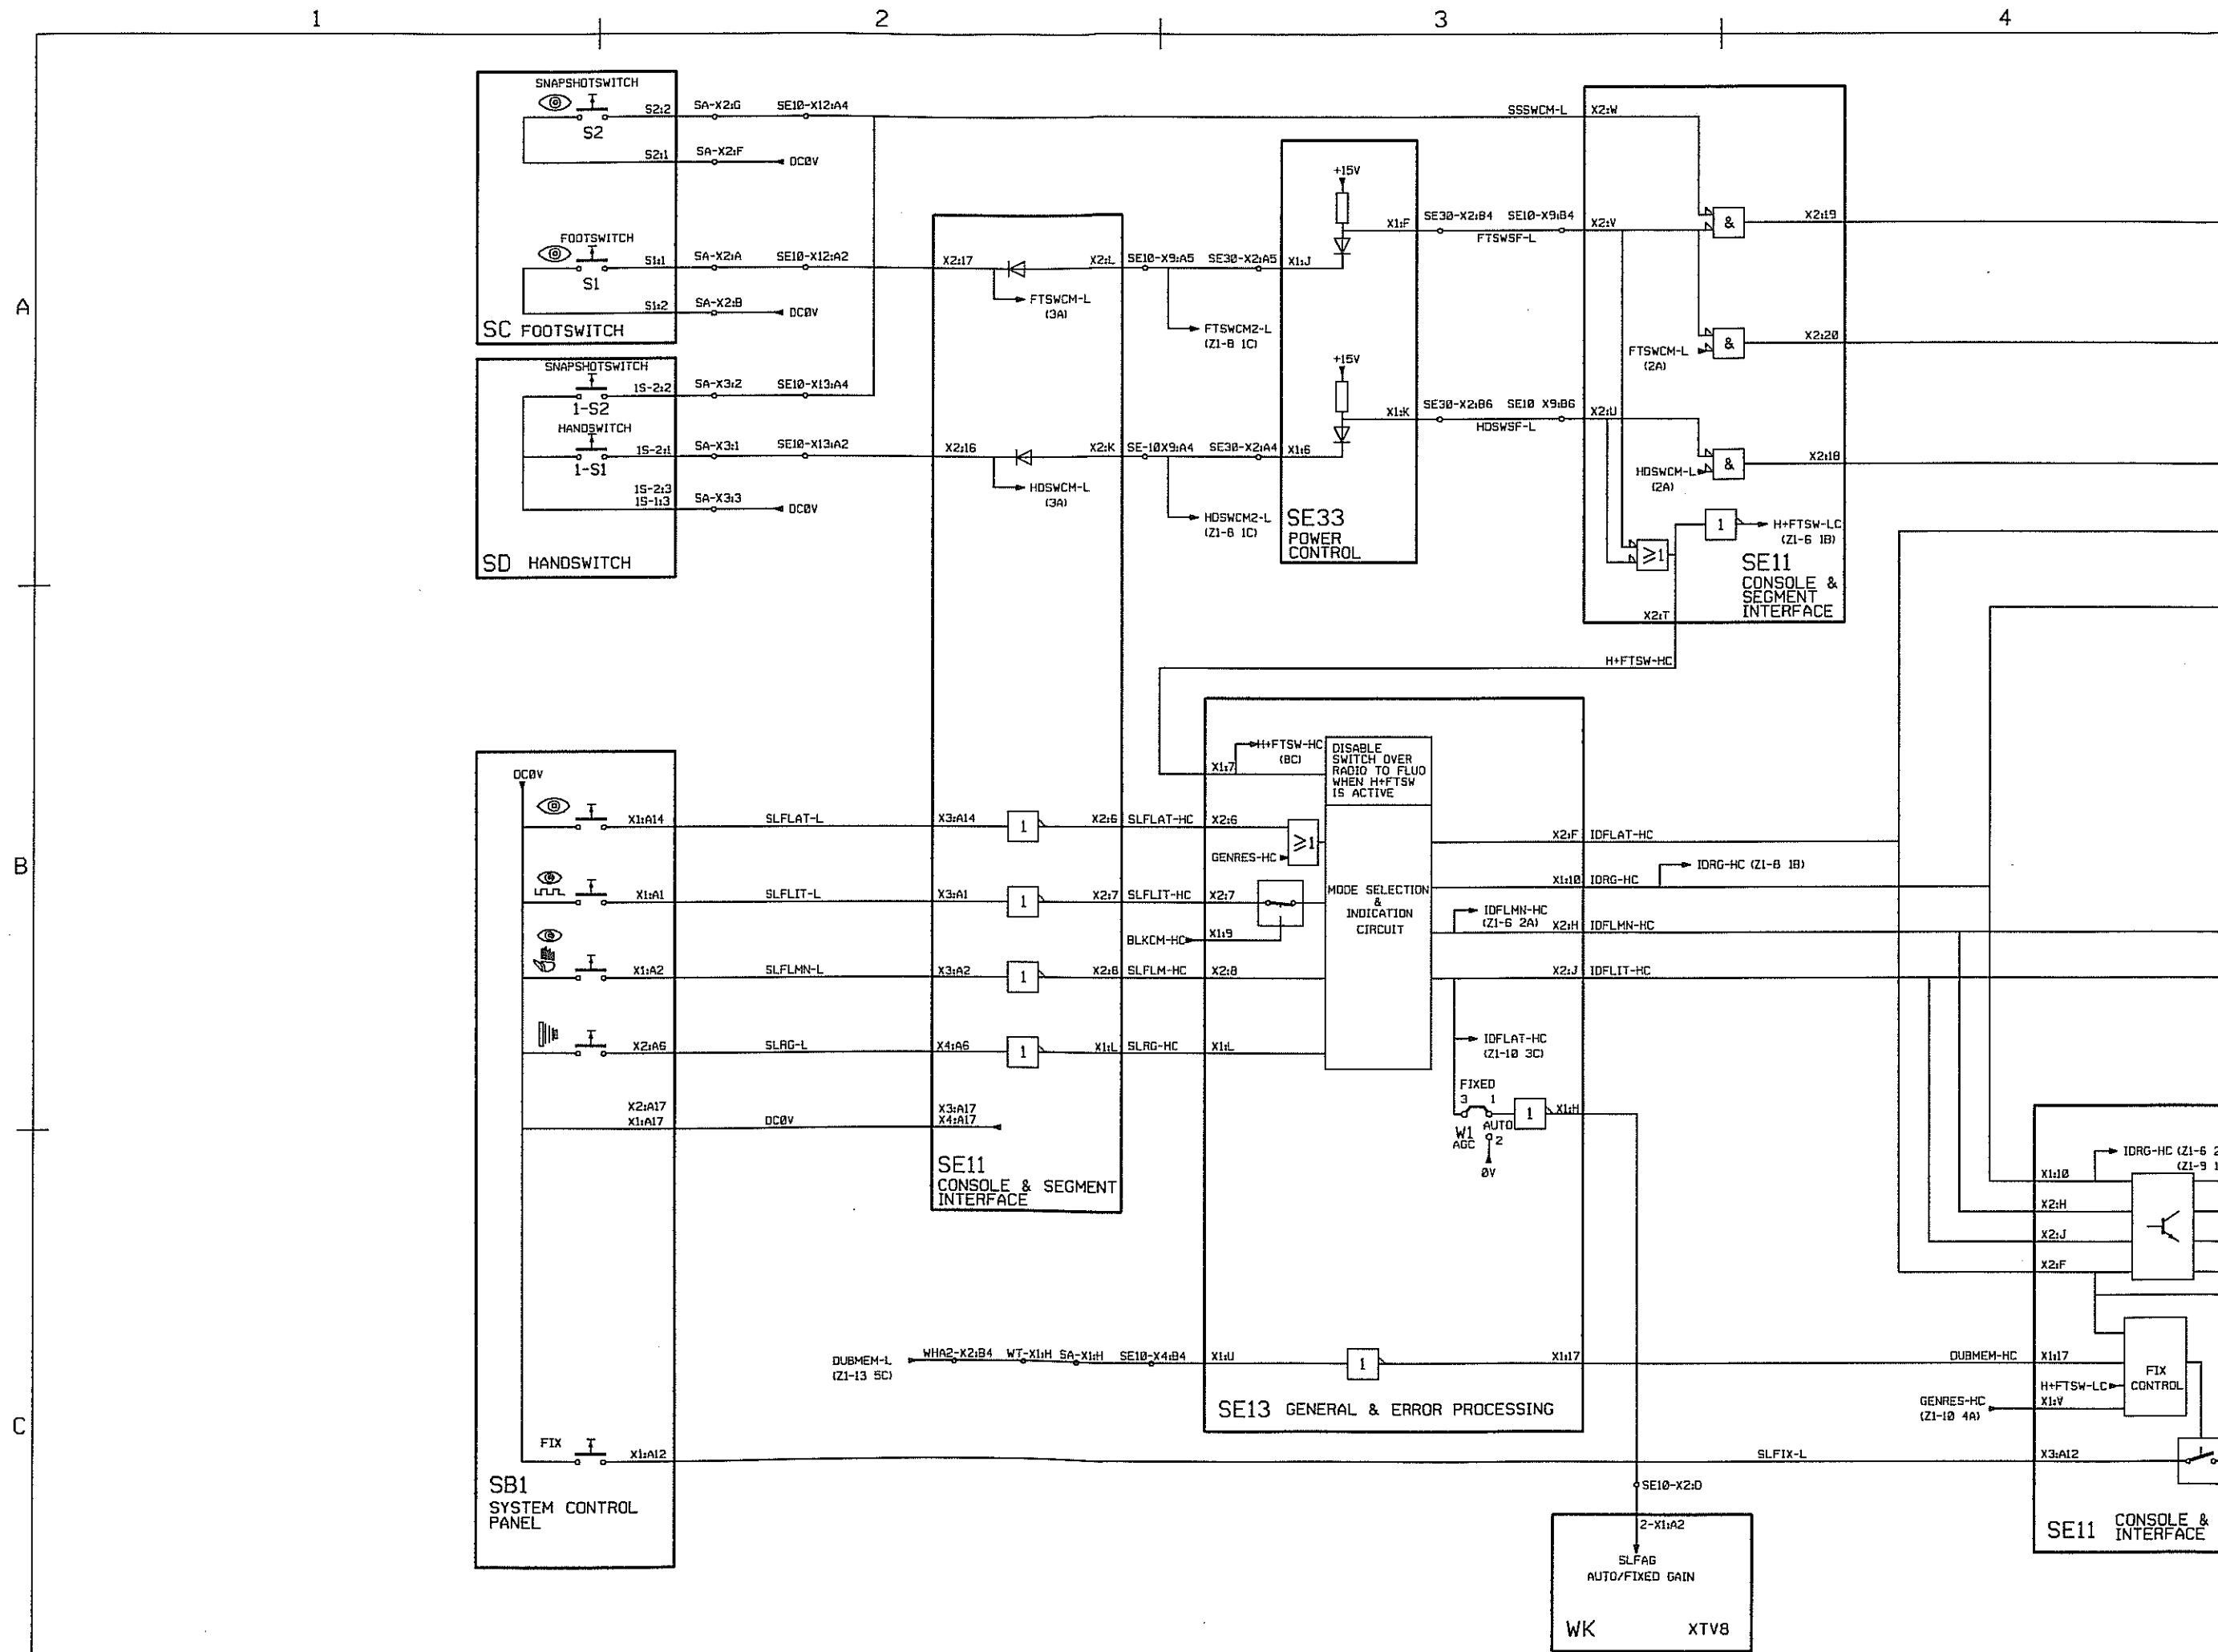 1
2
3
4
A
B
C
SNAPSHOTSWITCH
S2
S2:2
SA-X2:G
SE10-X12:A4
S2:1
SA-X2:F
DC0V
FOOTSWITCH
S1
S1:1
SA-X2:A
SE10-X12:A2
S1:2
SA-X2:B
DC0V
SC FOOTSWITCH
SNAPSHOTSWITCH
1-S2
1S-2:2
SA-X3:2
SE10-X13:A4
HANDSWITCH
1-S1
1S-2:1
SA-X3:1
SE10-X13:A2
1S-2:3
1S-1:3
SA-X3:3
DC0V
SD HANDSWITCH
X2:17
X2:L
FTSWCM-L
(3A)
X2:16
X2:K
HDSWCM-L
(3A)
SE10-X9:A5
SE30-X2:A5
FTSWCM2-L
(Z1-8 1C)
SE-10X9:A4
SE30-X2:A4
HDSWCM2-L
(Z1-8 1C)
+15V
X1:F
X1:J
+15V
X1:K
X1:6
SE33
POWER
CONTROL
SE30-X2:B4
SE10-X9:B4
FTSWSF-L
SE30-X2:B6
SE10 X9:B6
HDSWSF-L
SSSWCM-L
X2:W
X2:V
&
X2:19
FTSWCM-L
(2A)
&
X2:20
X2:U
HDSWCM-L
(2A)
&
X2:18
1
H+FTSW-LC
(Z1-6 1B)
≥1
SE11
CONSOLE &
SEGMENT
INTERFACE
X2:T
H+FTSW-HC
DC0V
X1:A14
SLFLAT-L
X3:A14
1
X2:6
SLFLAT-HC
X1:A1
SLFLIT-L
X3:A1
1
X2:7
SLFLIT-HC
X1:A2
SLFLMN-L
X3:A2
1
X2:8
SLFLM-HC
X2:A6
SLRG-L
X4:A6
1
X1:L
SLRG-HC
X2:A17
X1:A17
DC0V
X3:A17
X4:A17
SE11
CONSOLE & SEGMENT
INTERFACE
H+FTSW-HC
(8C)
X1:7
X2:6
≥1
GENRES-HC
X2:7
BLKCM-HC
X1:9
X2:8
X1:L
DISABLE
SWITCH OVER
RADIO TO FLUO
WHEN H+FTSW
IS ACTIVE
MODE SELECTION
&
INDICATION
CIRCUIT
X2:F
IDFLAT-HC
IDRG-HC (Z1-8 1B)
X1:10
IDRG-HC
IDFLMN-HC
(Z1-6 2A)
X2:H
IDFLMN-HC
X2:J
IDFLIT-HC
IDFLAT-HC
(Z1-10 3C)
FIXED
3
1
W1
AGC
AUTO
2
0V
1
X1:H
DUBMEM-L
(Z1-13 5C)
WHA2-X2:B4
WT-X1:H
SA-X1:H
SE10-X4:B4
X1:U
1
X1:17
SE13 GENERAL & ERROR PROCESSING
DUBMEM-HC
X1:17
IDRG-HC (Z1-6 2
(Z1-9 1
X1:10
X2:H
X2:J
X2:F
FIX
CONTROL
H+FTSW-LC
GENRES-HC
(Z1-10 4A)
X1:V
FIX
X1:A12
SLFIX-L
X3:A12
SB1
SYSTEM CONTROL
PANEL
SE10-X2:D
2-X1:A2
SLFAG
AUTO/FIXED GAIN
WK
XTV8
SE11
CONSOLE &
INTERFACE